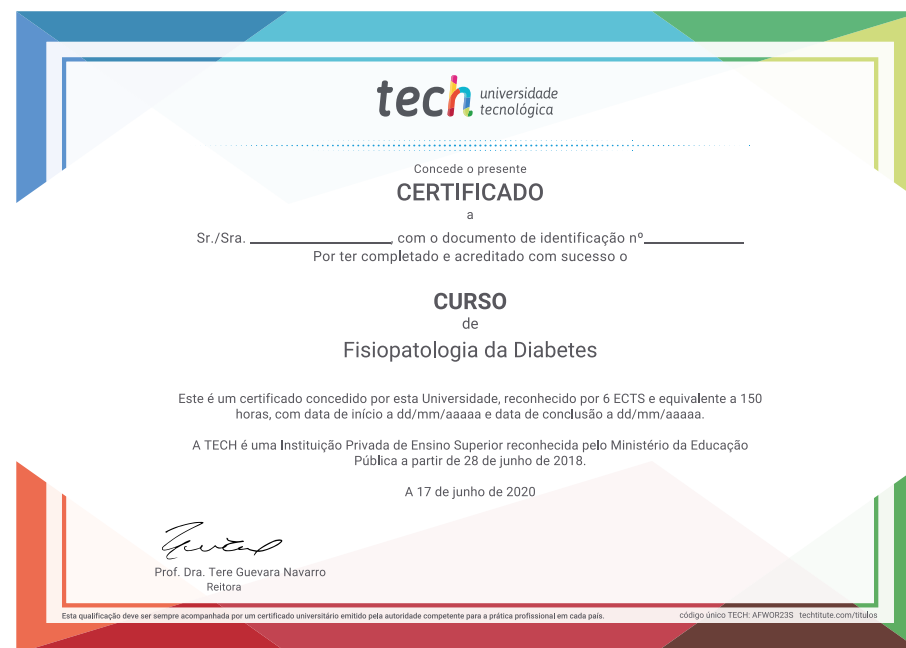 tech universidade
tecnológica
Concede o presente
CERTIFICADO
a
Sr./Sra. ____________________, com o documento de identificação nº______________
Por ter completado e acreditado com sucesso o
CURSO
de
Fisiopatologia da Diabetes
Este é um certificado concedido por esta Universidade, reconhecido por 6 ECTS e equivalente a 150
horas, com data de início a dd/mm/aaaaa e data de conclusão a dd/mm/aaaaa.
A TECH é uma Instituição Privada de Ensino Superior reconhecida pelo Ministério da Educação
Pública a partir de 28 de junho de 2018.
A 17 de junho de 2020
Prof. Dra. Tere Guevara Navarro
Reitora
Esta qualificação deve ser sempre acompanhada por um certificado universitário emitido pela autoridade competente para a prática profissional em cada país.
código único TECH: AFWOR23S techtitute.com/titulos